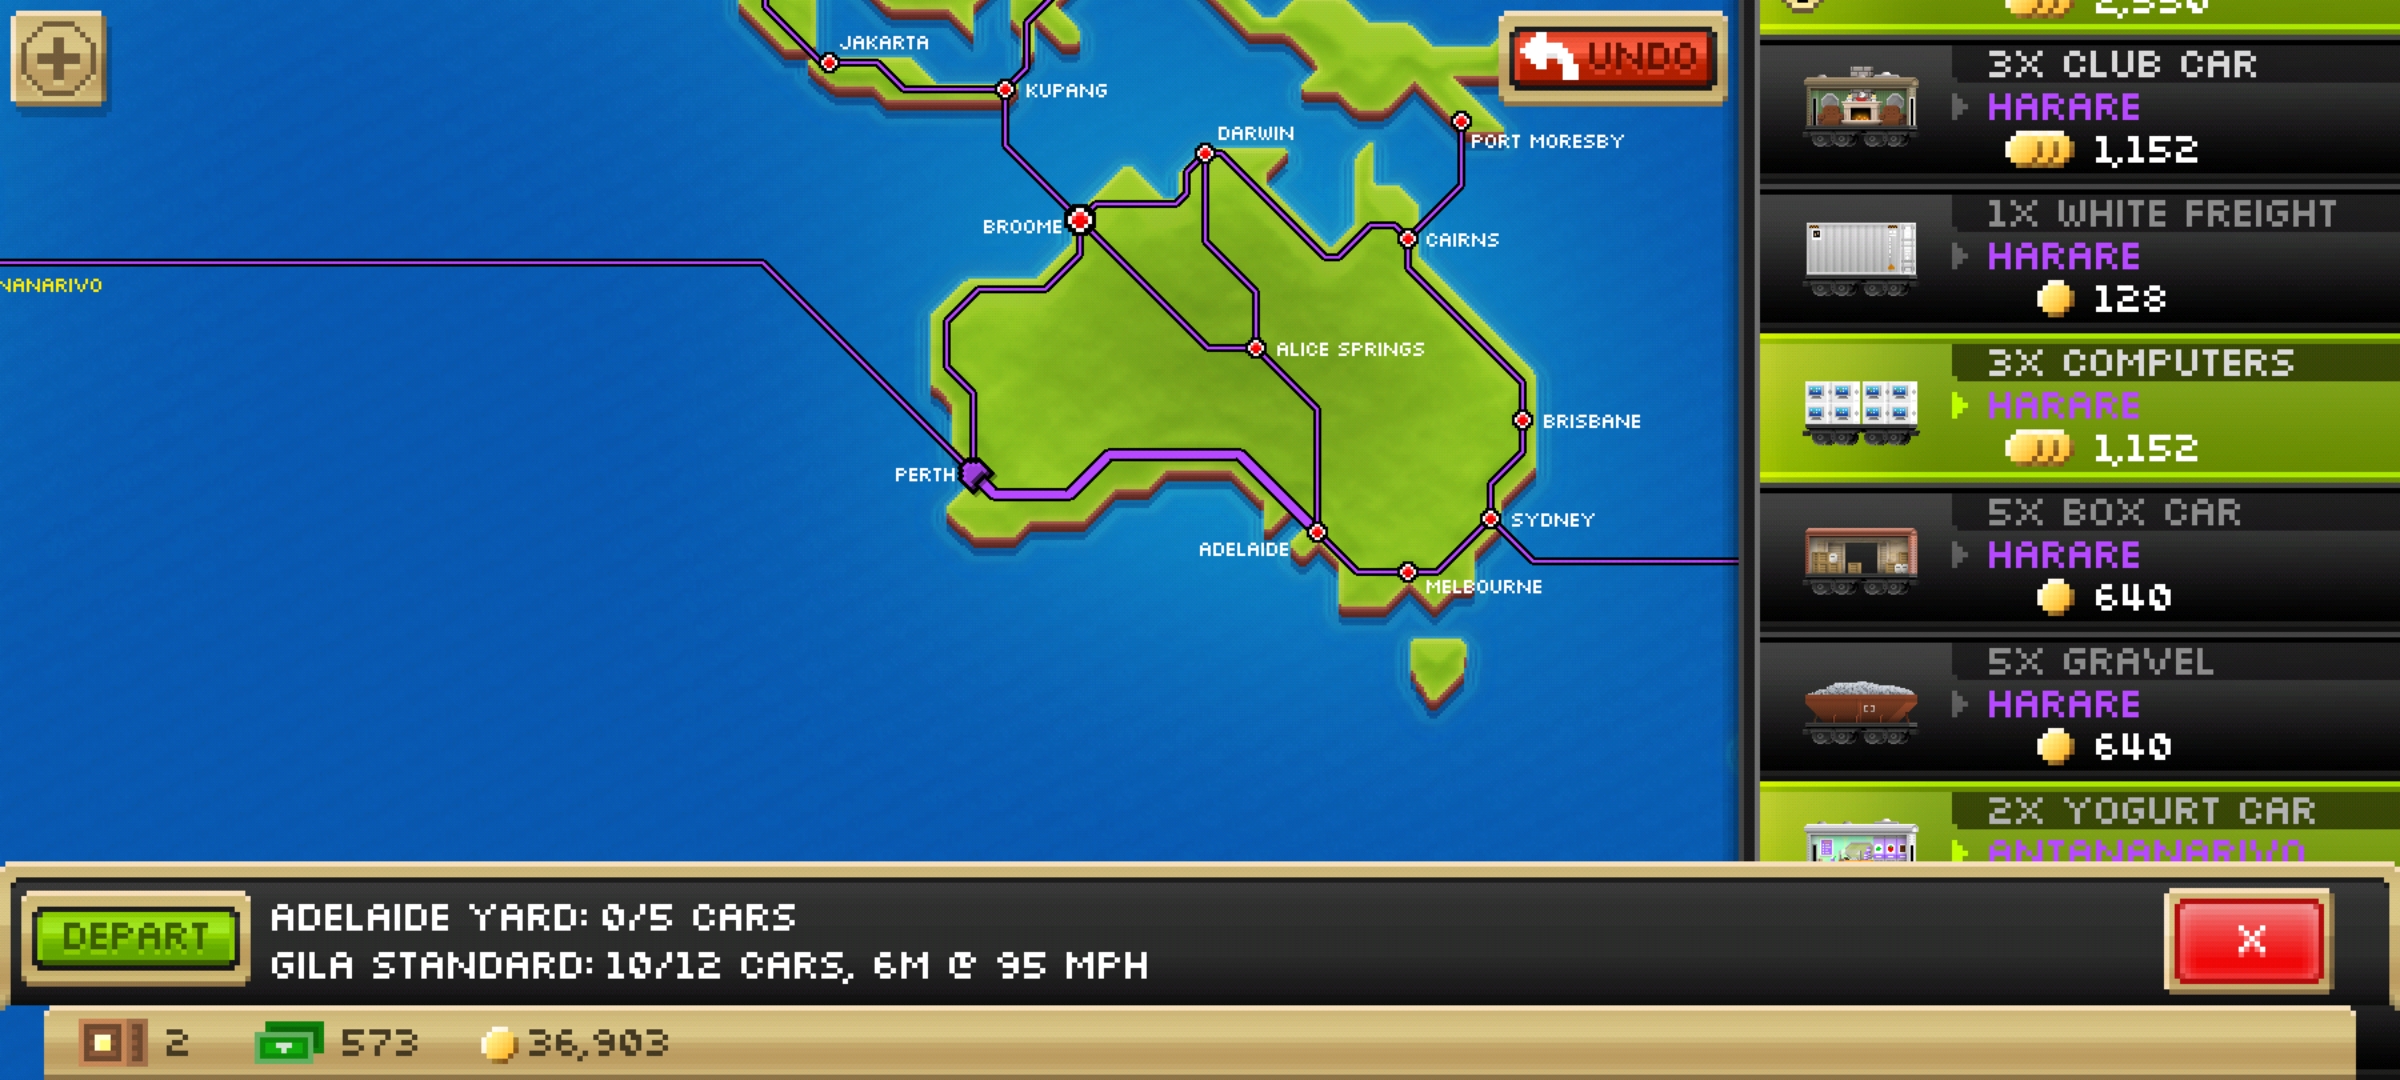 JAKARTA
KUPANG
DARWIN
PORT MORESBY
BROOME
CAIRNS
NANARIVO
ALICE SPRINGS
BRISBANE
PERTH
SYDNEY
ADELAIDE
MELBOURNE
UNDO
2,550
3X CLUB CAR
HARARE
1,152
1X WHITE FREIGHT
HARARE
128
3X COMPUTERS
HARARE
1,152
5X BOX CAR
HARARE
640
5X GRAVEL
HARARE
640
2X YOGURT CAR
ANTANANARIVO
DEPART
ADELAIDE YARD: 0/5 CARS
GILA STANDARD: 10/12 CARS, 6M @ 95 MPH
X
2
573
36,903